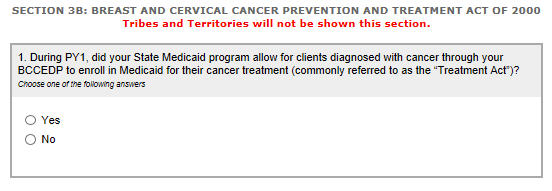 SECTION 3B: BREAST AND CERVICAL CANCER PREVENTION AND TREATMENT ACT OF 2000
Tribes and Territories will not be shown this section.
1. During PY1, did your State Medicaid program allow for clients diagnosed with cancer through your
BCCEDP to enroll in Medicaid for their cancer treatment (commonly referred to as the "Treatment Act")?
Choose one of the following answers
Yes
No